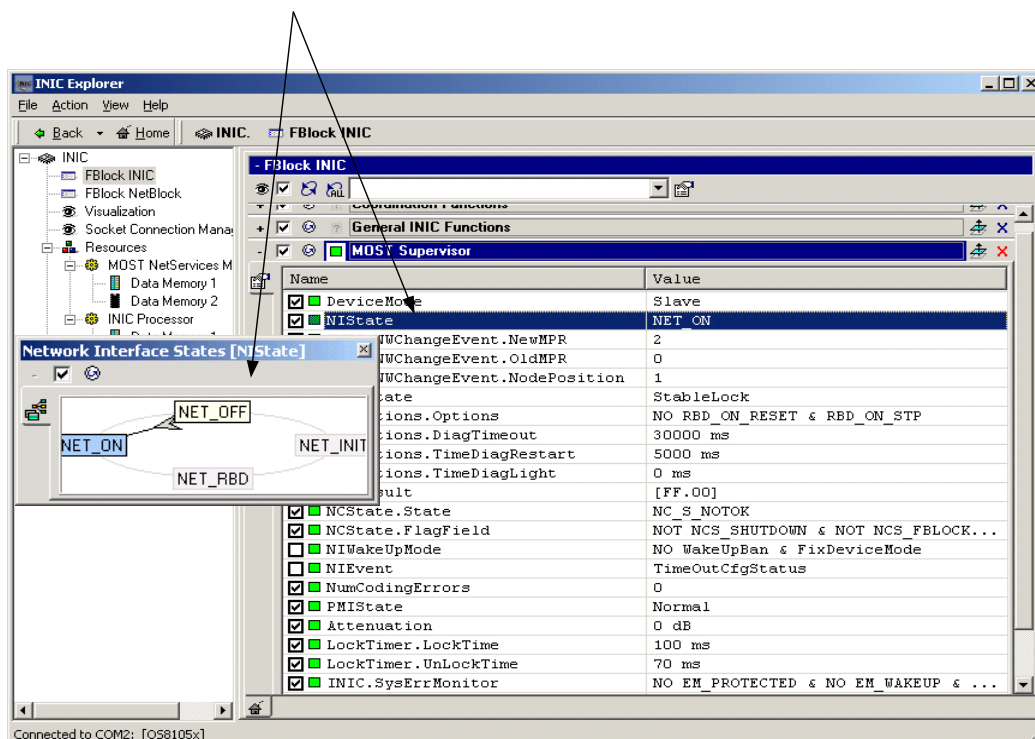 INIC Explorer
File Action View Help
Back Home INIC. FBlock INIC
INIC
FBlock INIC
FBlock NetBlock
Visualization
Socket Connection Mana
Resources
MOST NetServices M
Data Memory 1
Data Memory 2
INIC Processor
- FBlock INIC
ALL
Coordination Functions
+ General INIC Functions
- MOST Supervisor
Name Value
DeviceMode Slave
NIState NET_ON
WChangeEvent.NewMPR 2
WChangeEvent.OldMPR 0
WChangeEvent.NodePosition 1
tate StableLock
tions.Options NO RBD_ON_RESET & RBD_ON_STP
tions.DiagTimeout 30000 ms
tions.TimeDiagRestart 5000 ms
tions.TimeDiagLight 0 ms
sult [FF.00]
NCState.State NC_S_NOTOK
NCState.FlagField NOT NCS_SHUTDOWN & NOT NCS_FBLOCK...
NIWakeUpMode NO WakeUpBan & FixDeviceMode
NIEvent TimeOutCfgStatus
NumCodingErrors 0
PMIState Normal
Attenuation 0 dB
LockTimer.LockTime 100 ms
LockTimer.UnLockTime 70 ms
INIC.SysErrMonitor NO EM_PROTECTED & NO EM_WAKEUP & ...
Network Interface States [NIState]
NET_OFF
NET_ON
NET_INIT
NET_RBD
Connected to COM2: [OS8105x]